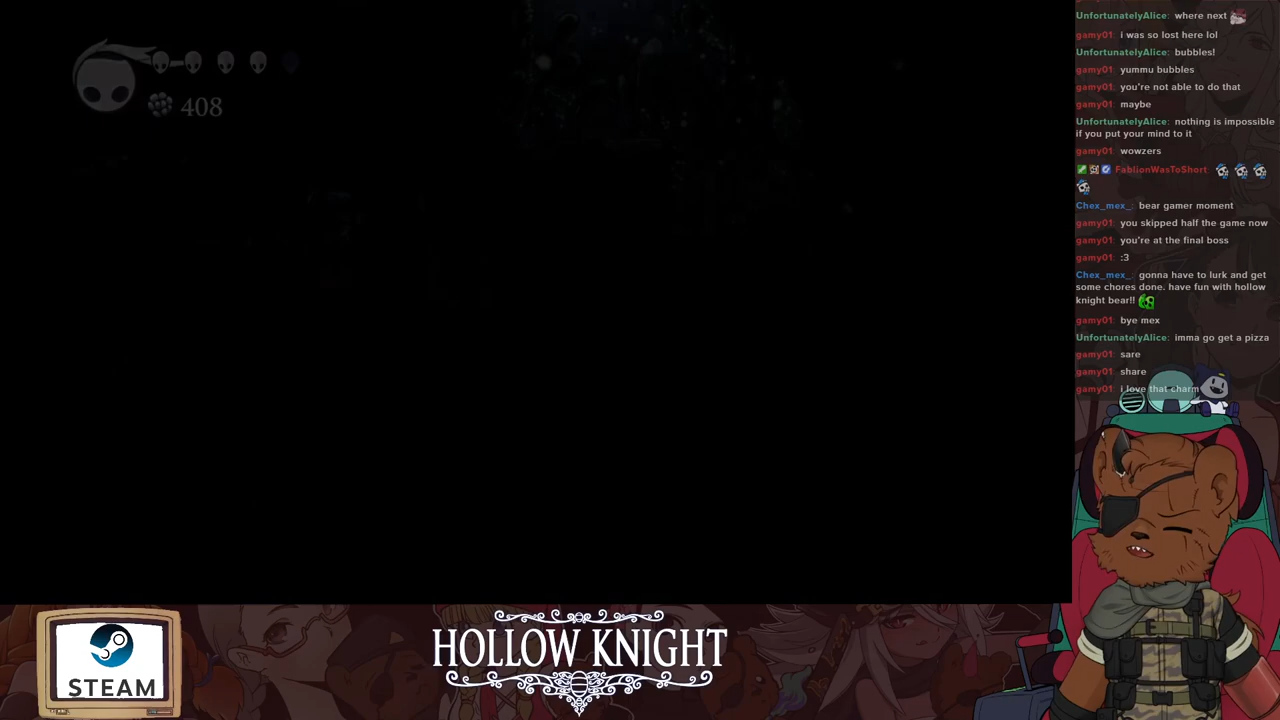 408
UnfortunatelyAlice: where next
gamy01: i was so lost here lol
UnfortunatelyAlice: bubbles!
gamy01: yummu bubbles
gamy01: you're not able to do that
gamy01: maybe
UnfortunatelyAlice: nothing is impossible
if you put your mind to it
gamy01: wowzers
FablionWasToShort:
Chex_mex_: bear gamer moment
gamy01: you skipped half the game now
gamy01: you're at the final boss
gamy01: :3
Chex_mex_: gonna have to lurk and get
some chores done. have fun with hollow
knight bear!!
gamy01: bye mex
UnfortunatelyAlice: imma go get a pizza
gamy01: sare
gamy01: share
gamy01: i love that charm
STEAM
HOLLOW KNIGHT